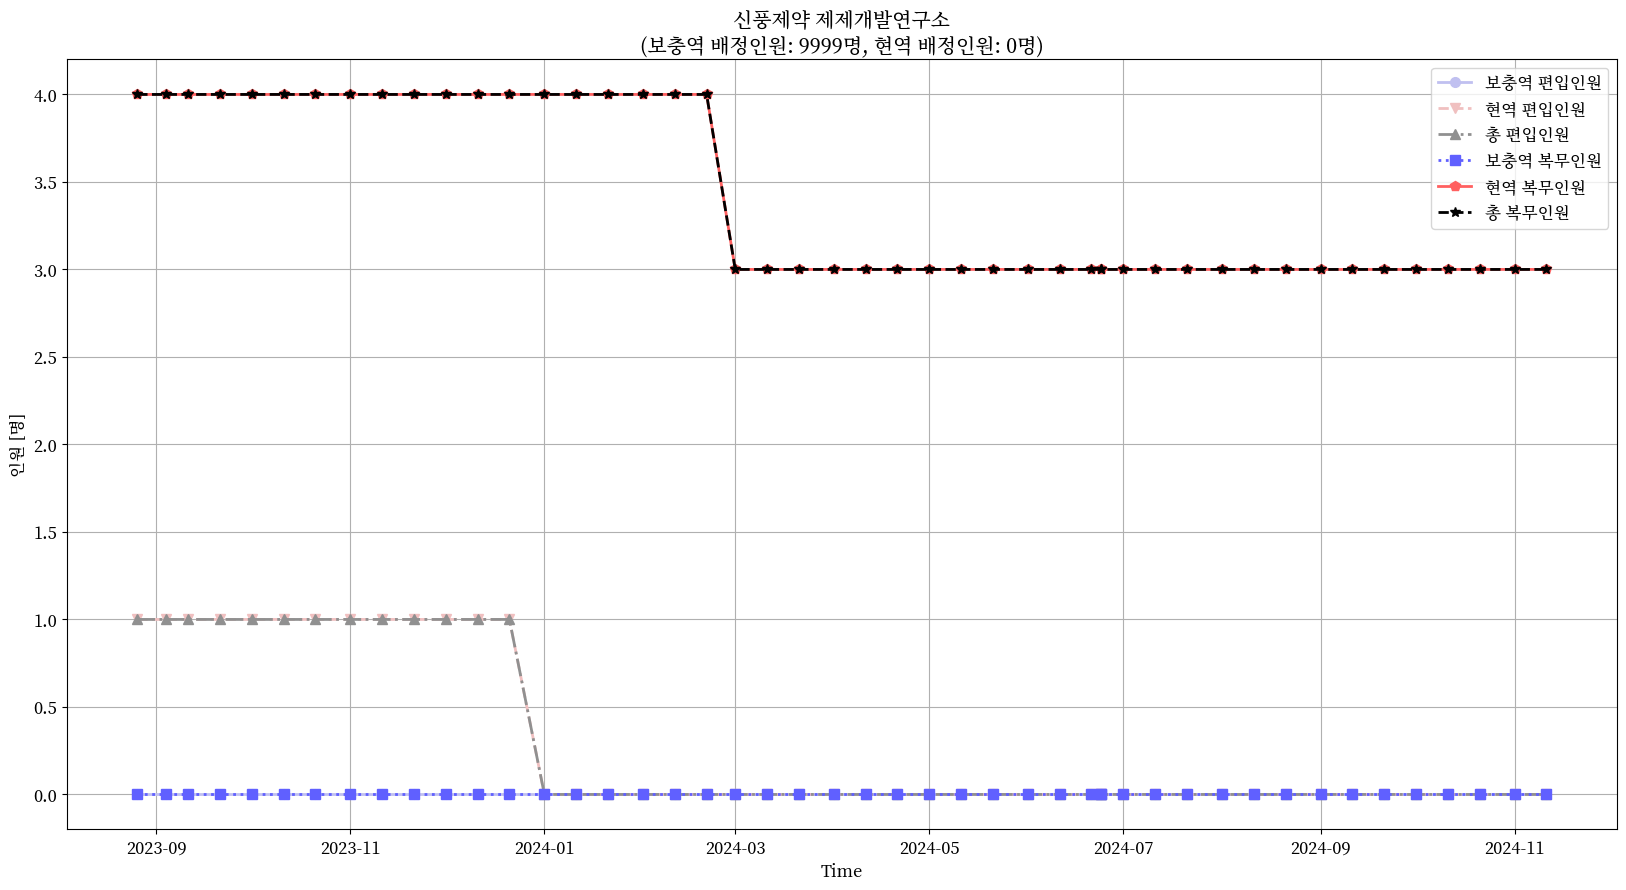 신풍제약 제제개발연구소
(보충역 배정인원: 9999명, 현역 배정인원: 0명)
보충역 편입인원
현역 편입인원
총 편입인원
보충역 복무인원
현역 복무인원
총 복무인원
인원 [명]
4.0
3.5
3.0
2.5
2.0
1.5
1.0
0.5
0.0
2023-09
2023-11
2024-01
2024-03
2024-05
2024-07
2024-09
2024-11
Time